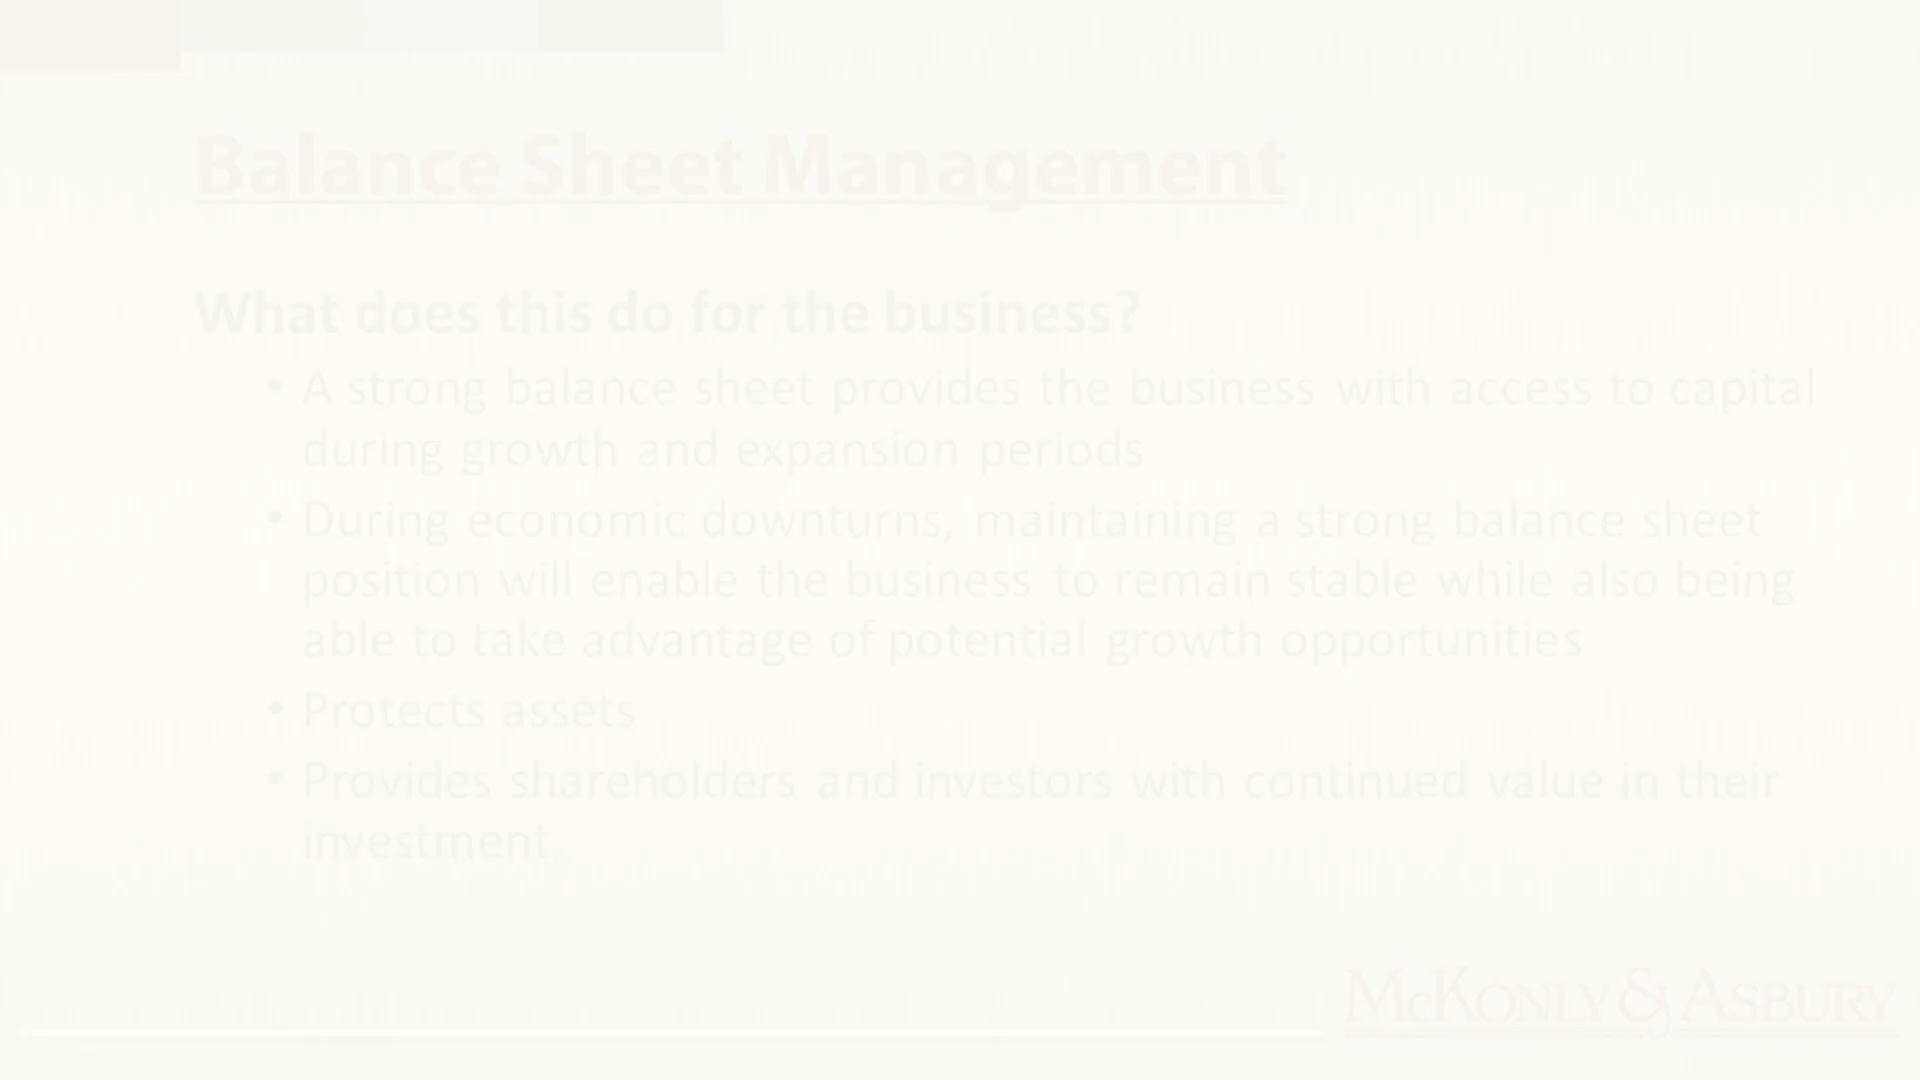 Balance Sheet Management
What does this do for the business?
• A strong balance sheet provides the business with access to capital
during growth and expansion periods
• During economic downturns, maintaining a strong balance sheet
position will enable the business to remain stable while also being
able to take advantage of potential growth opportunities
• Protects assets
• Provides shareholders and investors with continued value in their
investment
McKonly & Asbury